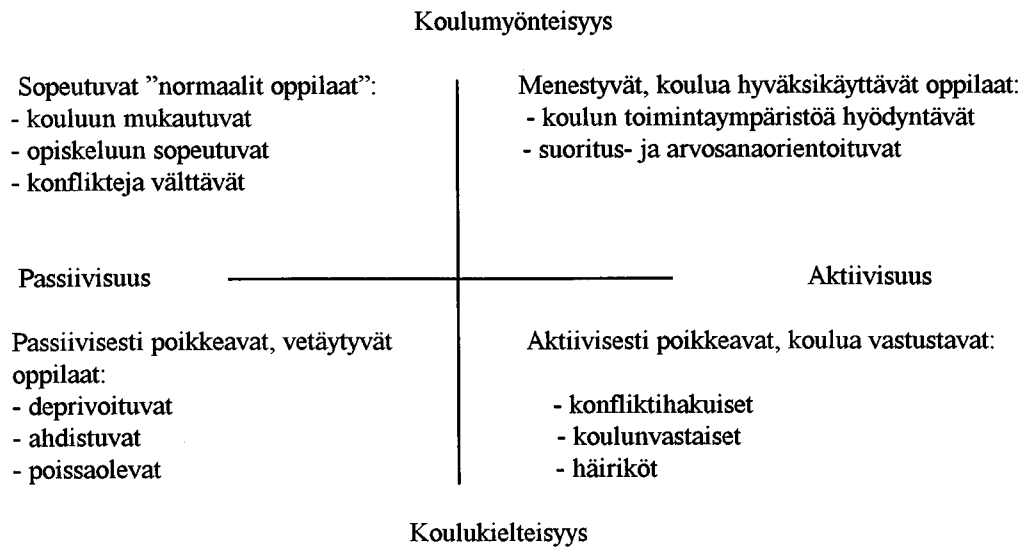 Koulumyönteisyys
Sopeutuvat ”normaalit oppilaat”:
- kouluun mukautuvat
- opiskeluun sopeutuvat
- konflikteja välttävät
Menestyvät, koulua hyväksikäyttävät oppilaat:
- koulun toimintaympäristöä hyödyntävät
- suoritus- ja arvosanaorientoituvat
Passiivisuus
Aktiivisuus
Passiivisesti poikkeavat, vetäytyvät
oppilaat:
- deprivoituvat
- ahdistuvat
- poissaolevat
Aktiivisesti poikkeavat, koulua vastustavat:
- konfliktihakuiset
- koulunvastaiset
- häiriköt
Koulukielteisyys